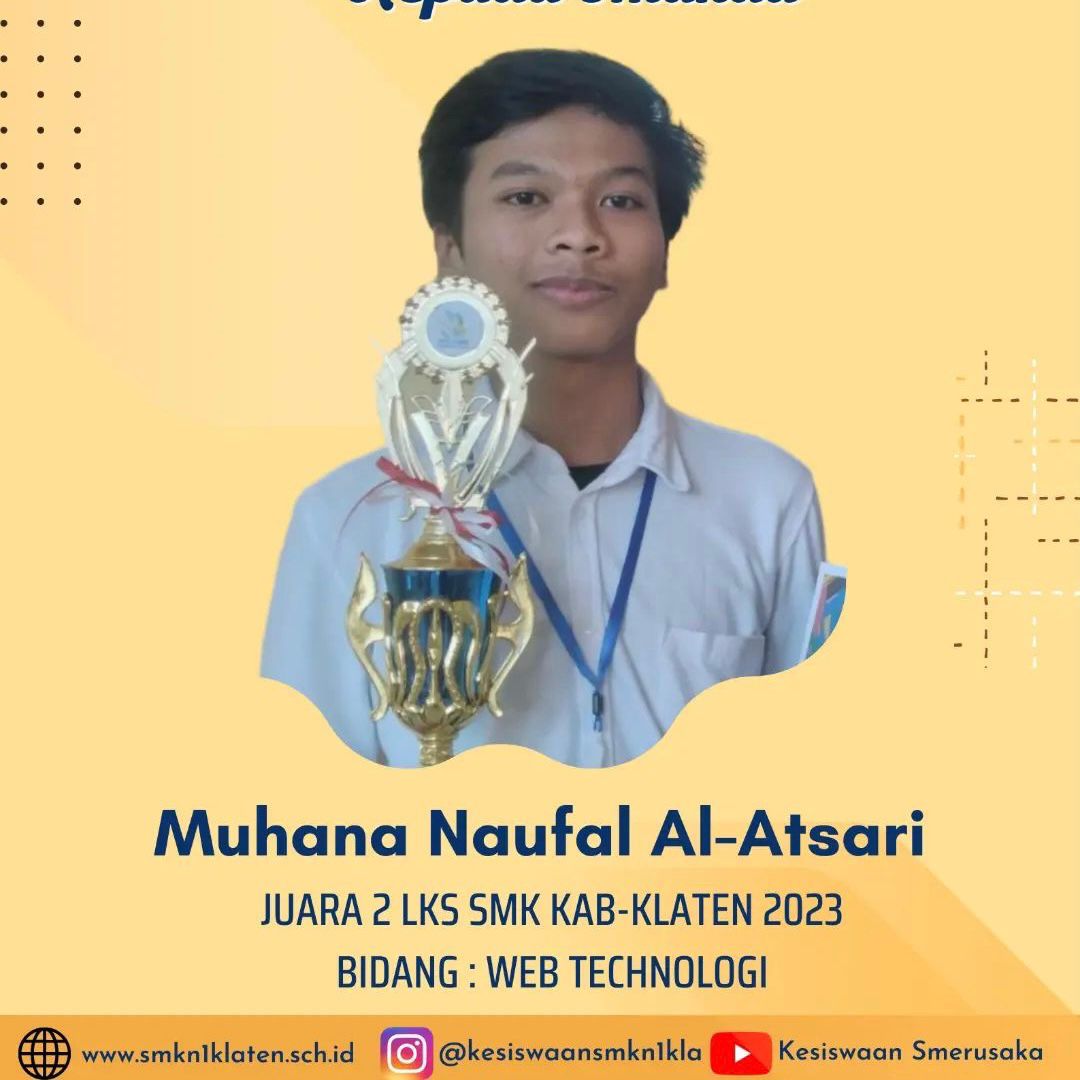 Muhana Naufal Al-Atsari
JUARA 2 LKS SMK KAB-KLATEN 2023
BIDANG : WEB TECHNOLOGI
www.smkn1klaten.sch.id @kesiswaansmkn1kla Kesiswaan Smerusaka